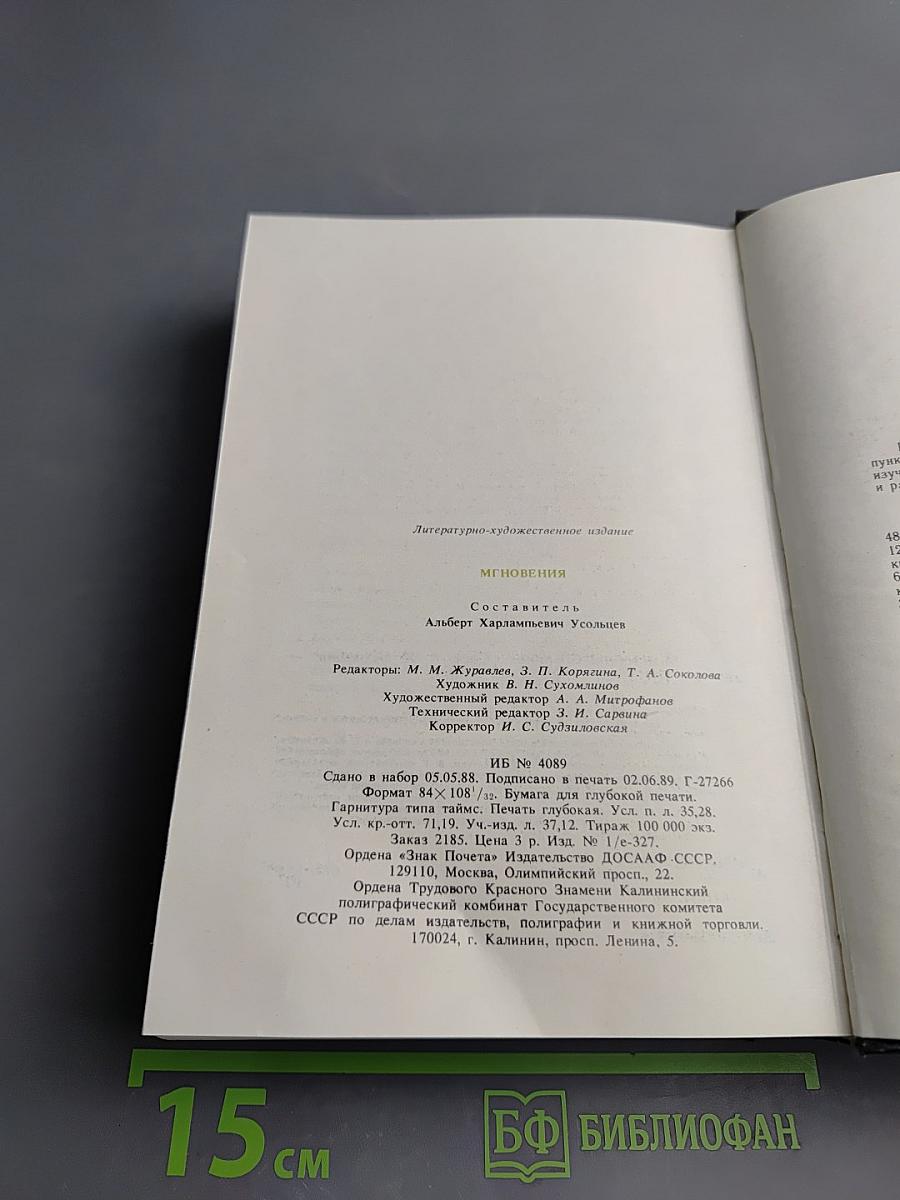 Литературно-художественное издание
МГНОВЕНИЯ
Составитель
Альберт Харлампьевич Усольцев
Редакторы: М. М. Журавлев, З. П. Корягина, Т. А. Соколова
Художник В. Н. Сухомлинов
Художественный редактор А. А. Митрофанов
Технический редактор З. И. Сарвина
Корректор И. С. Судзиловская
ИБ № 4089
Сдано в набор 05.05.88. Подписано в печать 02.06.89. Г-27266
Формат 84×108¹/₃₂. Бумага для глубокой печати.
Гарнитура типа таймс. Печать глубокая. Усл. п. л. 35,28.
Усл. кр.-отт. 71,19. Уч.-изд. л. 37,12. Тираж 100 000 экз.
Заказ 2185. Цена 3 р. Изд. № 1/е-327.
Ордена «Знак Почета» Издательство ДОСААФ СССР.
129110, Москва, Олимпийский просп., 22.
Ордена Трудового Красного Знамени Калининский
полиграфический комбинат Государственного комитета
СССР по делам издательств, полиграфии и книжной торговли.
170024, г. Калинин, просп. Ленина, 5.
пунк
изуч
и р
48
12
15 см
БФ БИБЛИОФАН